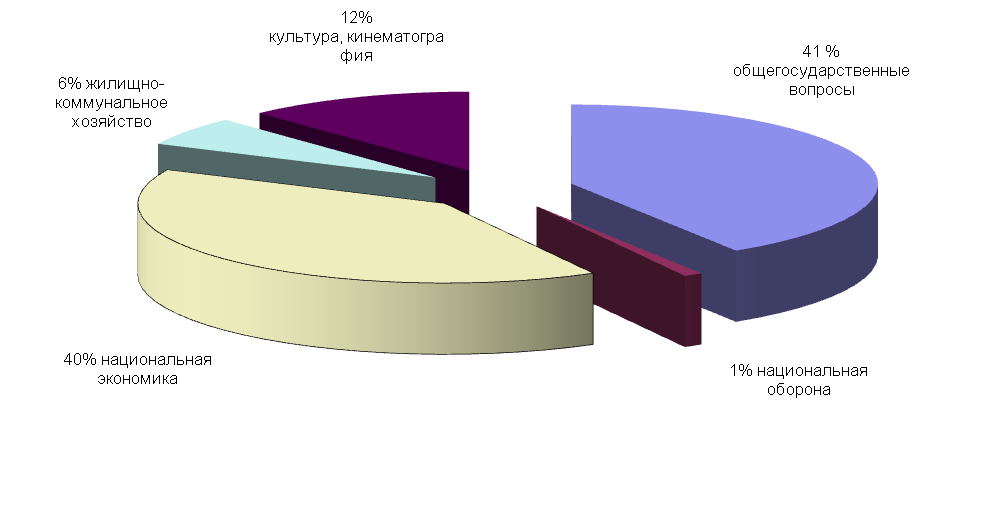 12%
культура, кинематогра
фия
41 %
общегосударственные
вопросы
6% жилищно-
коммунальное
хозяйство
40% национальная
экономика
1% национальная
оборона